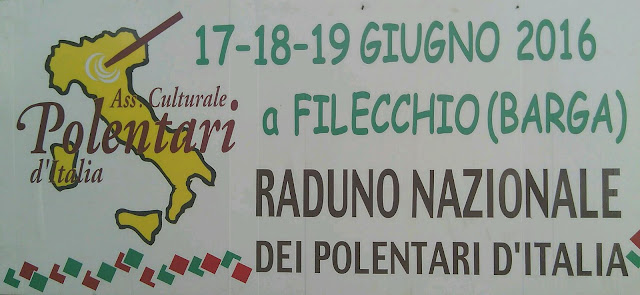 Ass. Culturale
Polentari
d'Italia
17-18-19 GIUGNO 2016
a FILECCHIO (BARGA)
RADUNO NAZIONALE
DEI POLENTARI D'ITALIA